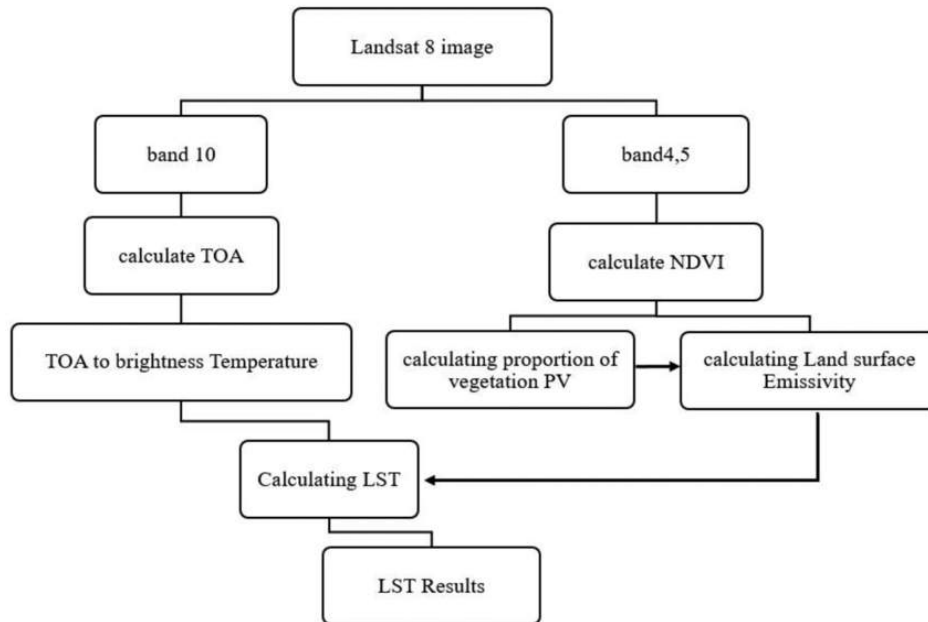 Landsat 8 image
band 10
band4,5
calculate TOA
calculate NDVI
TOA to brightness Temperature
calculating proportion of
vegetation PV
calculating Land surface
Emissivity
Calculating LST
LST Results